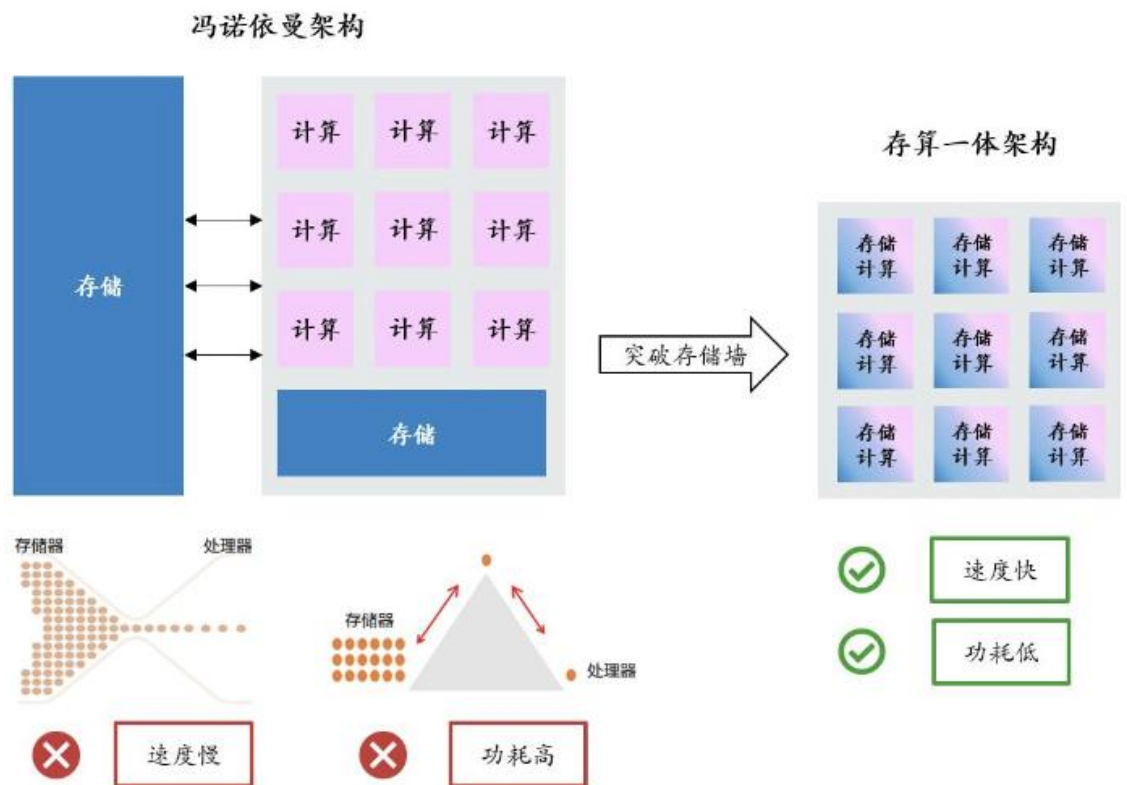 冯诺依曼架构
存储
计算 计算 计算
计算 计算 计算
计算 计算 计算
存储
突破存储墙
存算一体架构
存储 存储 存储
计算 计算 计算
存储 存储 存储
计算 计算 计算
存储 存储 存储
计算 计算 计算
存储器
处理器
速度慢
存储器
处理器
功耗高
速度快
功耗低